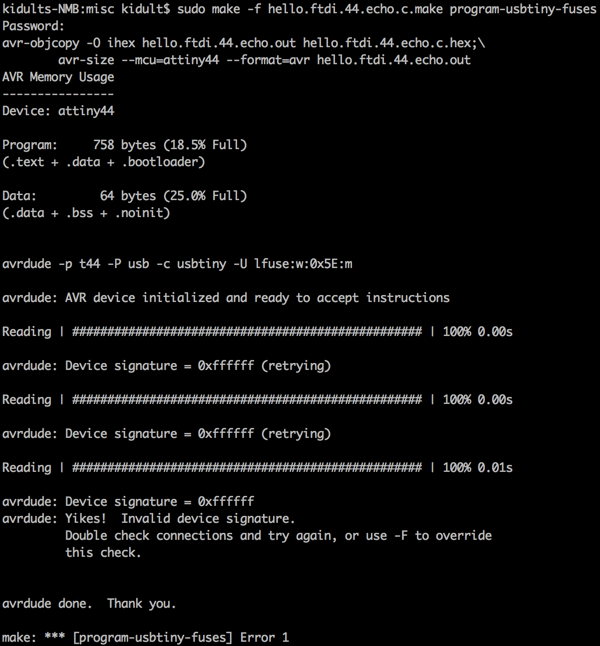 kidults-NMB:misc kidult$ sudo make -f hello.ftdi.44.echo.c.make program-usbtiny-fuses
Password:
avr-objcopy -O ihex hello.ftdi.44.echo.out hello.ftdi.44.echo.c.hex;\
avr-size --mcu=attiny44 --format=avr hello.ftdi.44.echo.out
AVR Memory Usage
----------------
Device: attiny44
Program:     758 bytes (18.5% Full)
(.text + .data + .bootloader)
Data:         64 bytes (25.0% Full)
(.data + .bss + .noinit)
avrdude -p t44 -P usb -c usbtiny -U lfuse:w:0x5E:m
avrdude: AVR device initialized and ready to accept instructions
Reading | ################################################## | 100% 0.00s
avrdude: Device signature = 0xffffff (retrying)
Reading | ################################################## | 100% 0.00s
avrdude: Device signature = 0xffffff (retrying)
Reading | ################################################## | 100% 0.01s
avrdude: Device signature = 0xffffff
avrdude: Yikes!  Invalid device signature.
Double check connections and try again, or use -F to override
this check.
avrdude done.  Thank you.
make: *** [program-usbtiny-fuses] Error 1